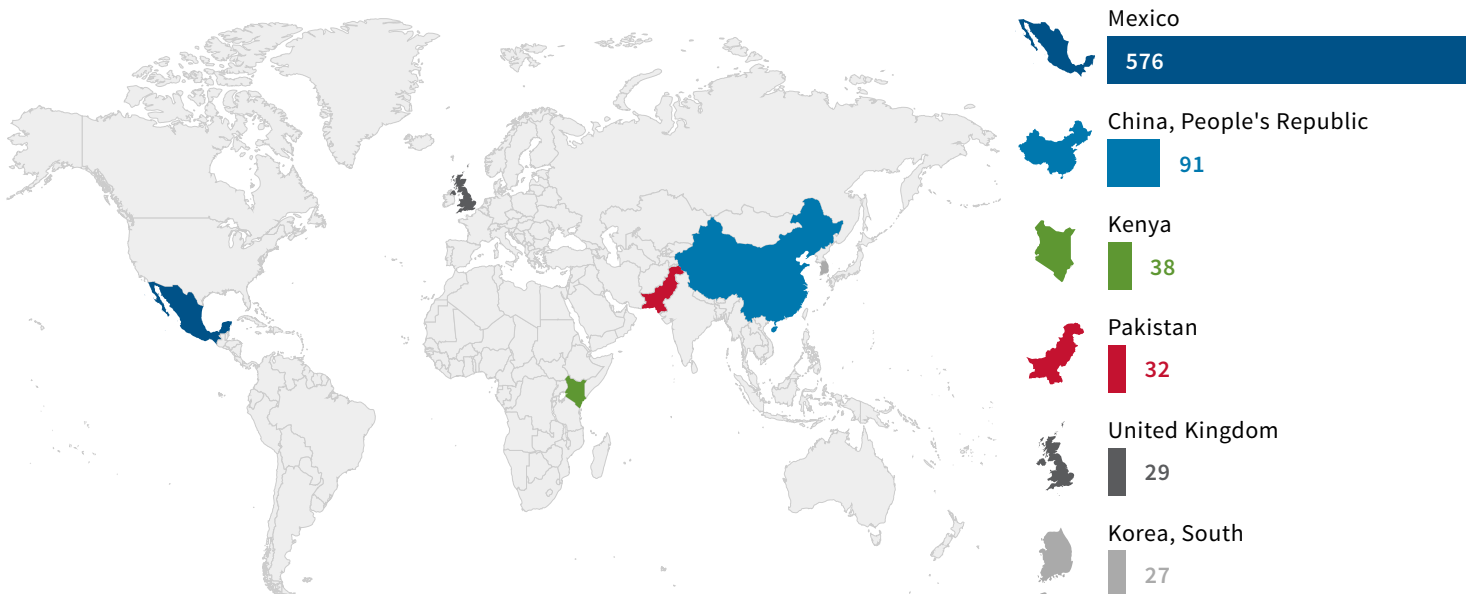 Mexico
576
China, People's Republic
91
Kenya
38
Pakistan
32
United Kingdom
29
Korea, South
27